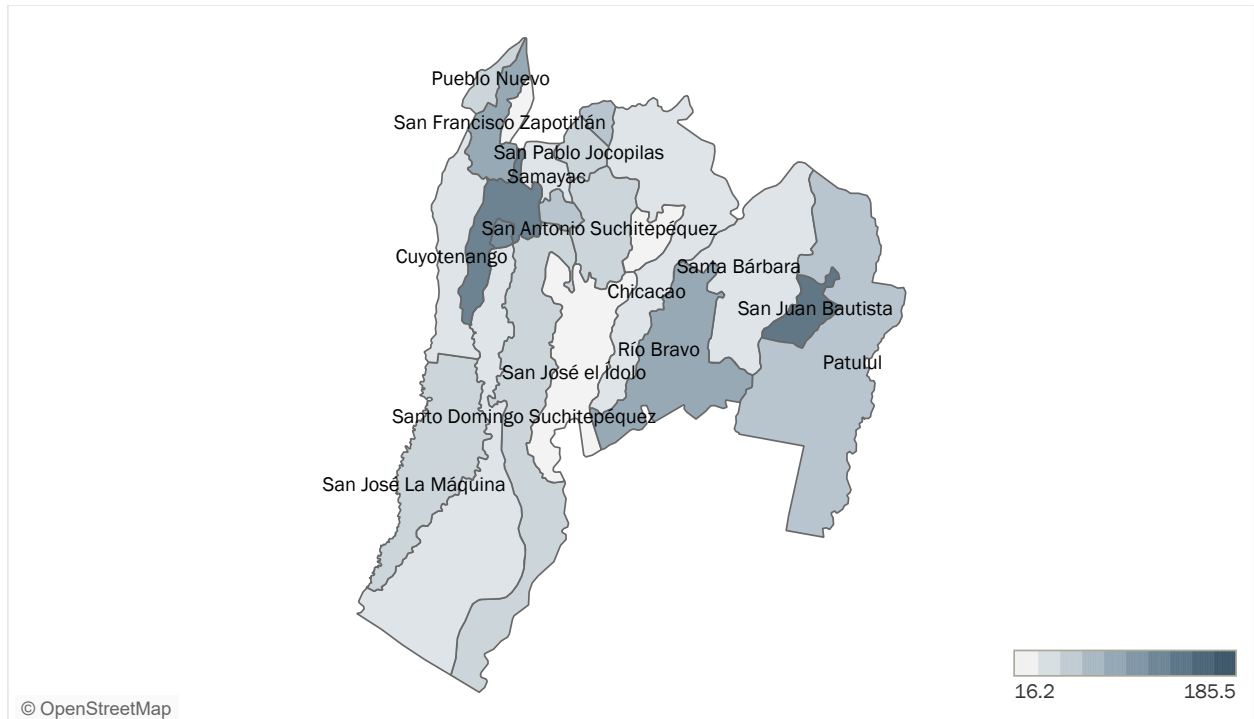 Pueblo Nuevo
San Francisco Zapotitlán
San Pablo Jocopilas
Samayac
San Antonio Suchitepéquez
Cuyotenango
Santa Bárbara
Chicacao
San Juan Bautista
Río Bravo
Patulul
San José el Ídolo
Santo Domingo Suchitepéquez
San José La Máquina
16.2 185.5
© OpenStreetMap